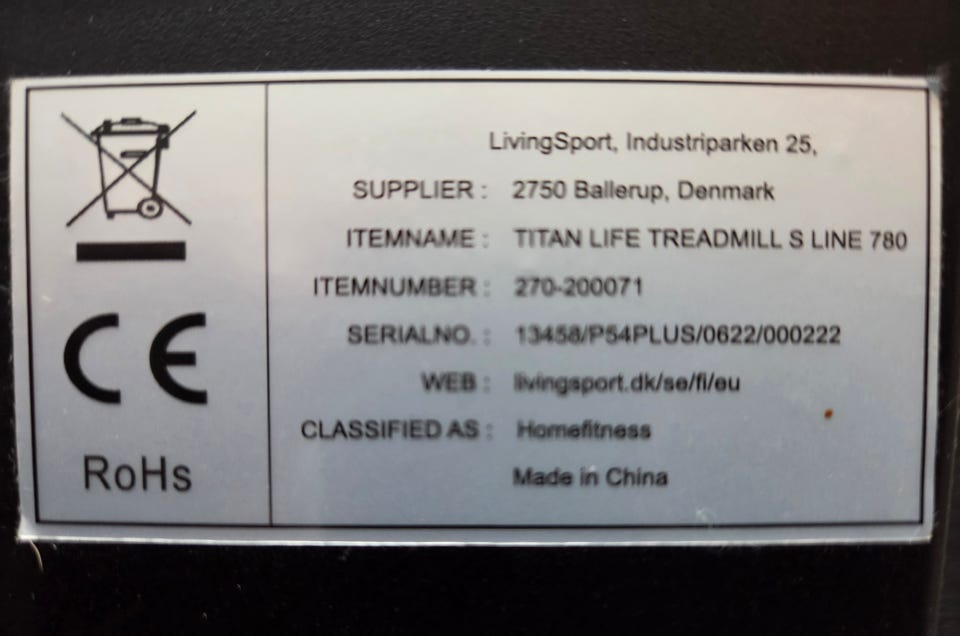 LivingSport, Industriparken 25,
SUPPLIER : 2750 Ballerup, Denmark
ITEMNAME : TITAN LIFE TREADMILL S LINE 780
ITEMNUMBER : 270-200071
SERIALNO. : 13458/P54PLUS/0622/000222
WEB : livingsport.dk/se/fi/eu
CLASSIFIED AS : Homefitness
Made in China
CE
RoHs